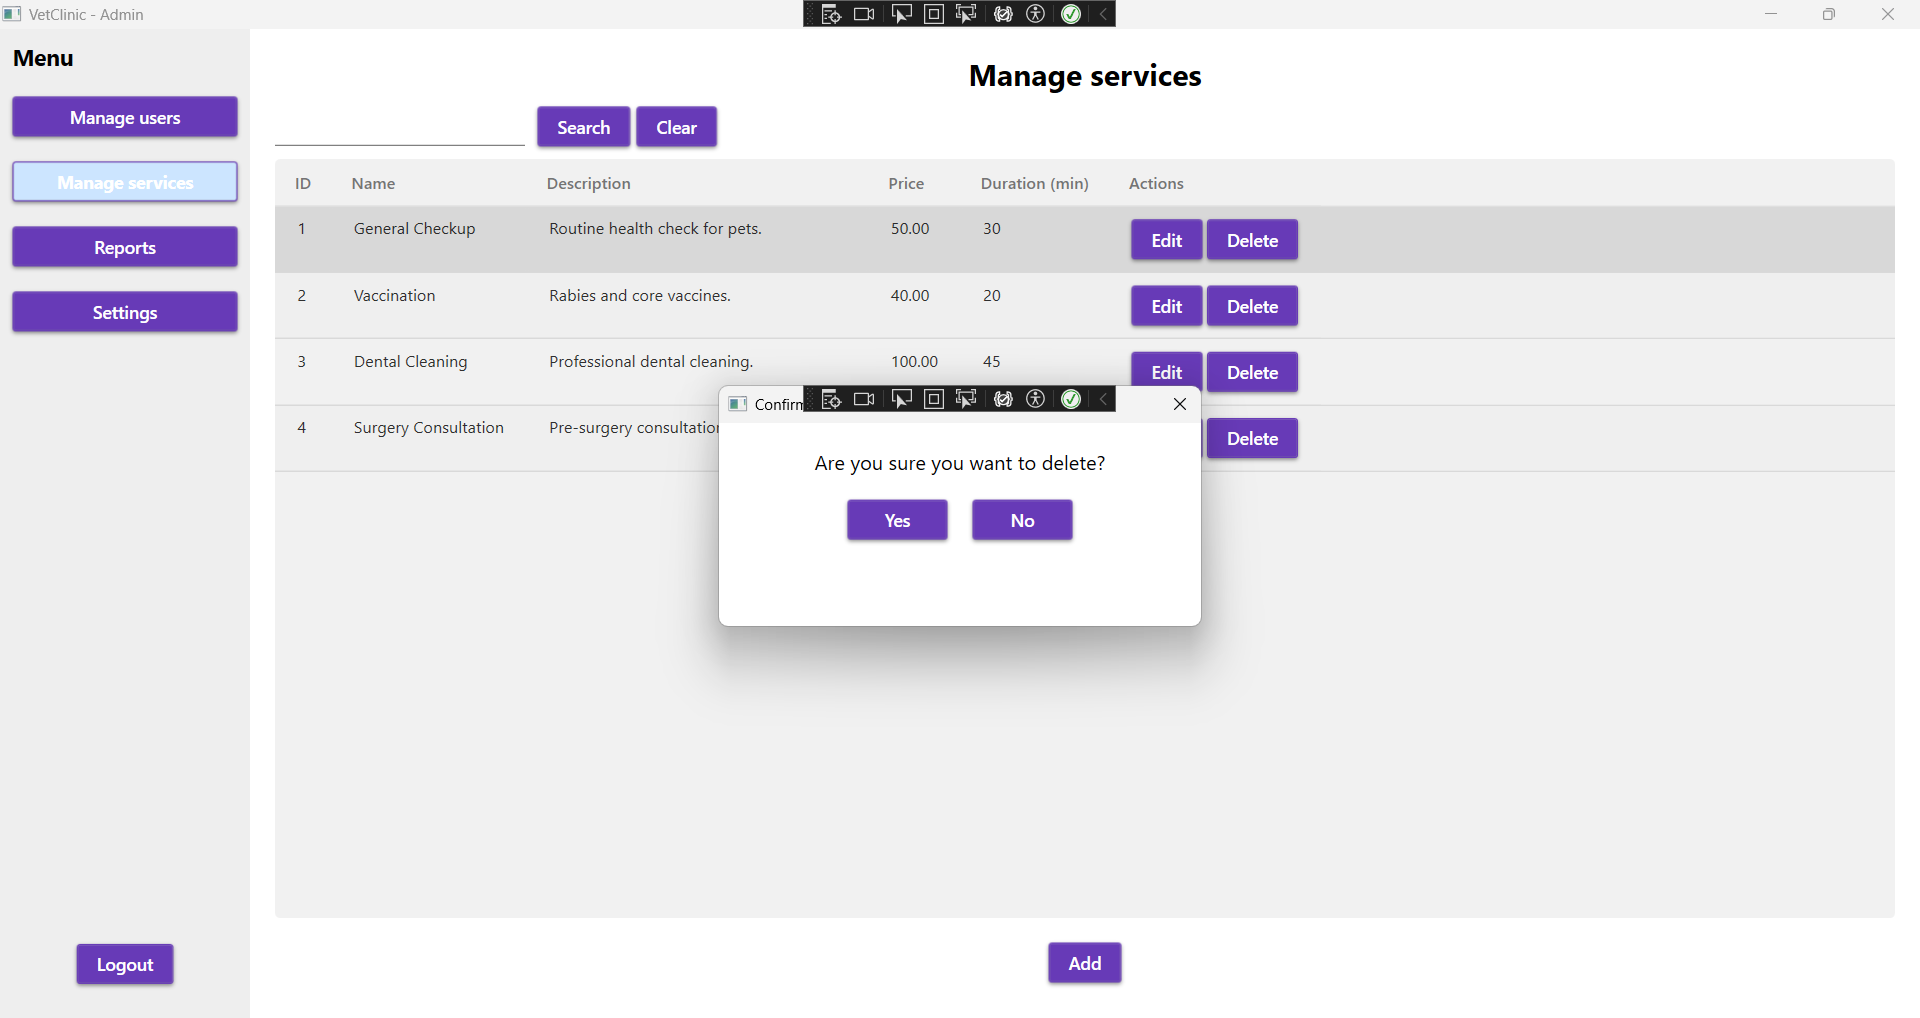 VetClinic - Admin
Menu
Manage users
Manage services
Reports
Settings
Logout
Manage services
Search Clear
ID Name Description Price Duration (min) Actions
1 General Checkup Routine health check for pets. 50.00 30 Edit Delete
2 Vaccination Rabies and core vaccines. 40.00 20 Edit Delete
3 Dental Cleaning Professional dental cleaning. 100.00 45 Edit Delete
4 Surgery Consultation Pre-surgery Delete
Are you sure you want to delete?
Yes No
Add